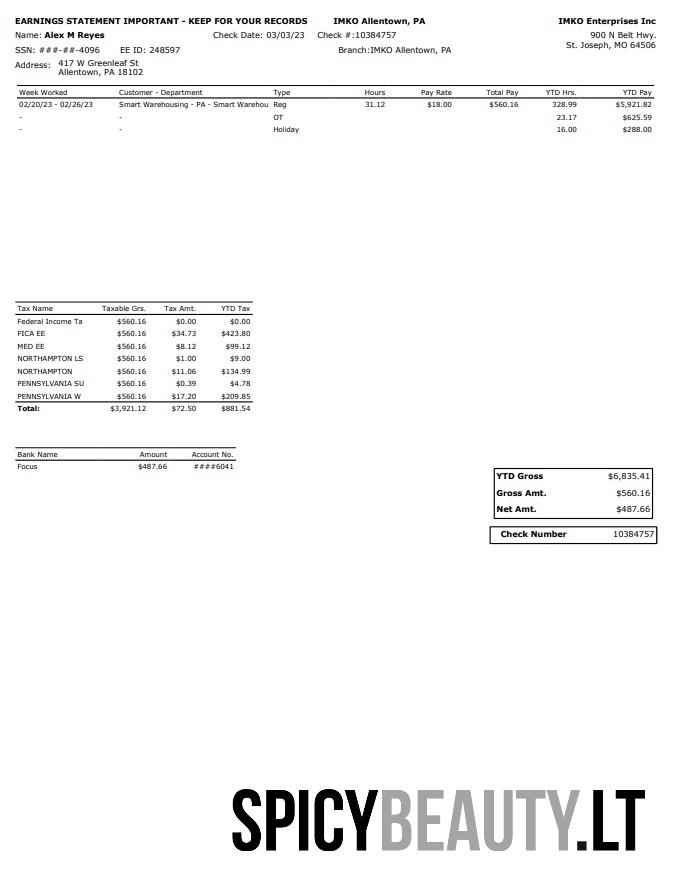 EARNINGS STATEMENT IMPORTANT - KEEP FOR YOUR RECORDS IMKO Allentown, PA IMKO Enterprises Inc
Name: Alex M Reyes Check Date: 03/03/23 Check #:10384757 900 N Belt Hwy.
SSN: ###-##-4096 EE ID: 248597 Branch:IMKO Allentown, PA St. Joseph, MO 64506
Address: 417 W Greenleaf St
Allentown, PA 18102
Week Worked Customer - Department Type Hours Pay Rate Total Pay YTD Hrs. YTD Pay
02/20/23 - 02/26/23 Smart Warehousing - PA - Smart Warehou Reg 31.12 $18.00 $560.16 328.99 $5,921.82
- - OT 23.17 $625.59
- - Holiday 16.00 $288.00
Tax Name Taxable Grs. Tax Amt. YTD Tax
Federal Income Ta $560.16 $0.00 $0.00
FICA EE $560.16 $34.73 $423.80
MED EE $560.16 $8.12 $99.12
NORTHAMPTON LS $560.16 $1.00 $9.00
NORTHAMPTON $560.16 $11.06 $134.99
PENNSYLVANIA SU $560.16 $0.39 $4.78
PENNSYLVANIA W $560.16 $17.20 $209.85
Total: $3,921.12 $72.50 $881.54
Bank Name Amount Account No.
Focus $487.66 ####6041
YTD Gross $6,835.41
Gross Amt. $560.16
Net Amt. $487.66
Check Number 10384757
SPICYBEAUTY.LT